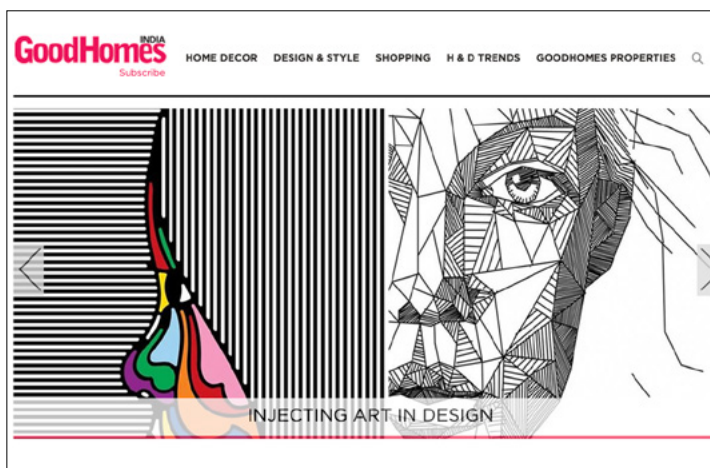 GoodHomes INDIA
Subscribe
HOME DECOR DESIGN & STYLE SHOPPING H & D TRENDS GOODHOMES PROPERTIES
INJECTING ART IN DESIGN